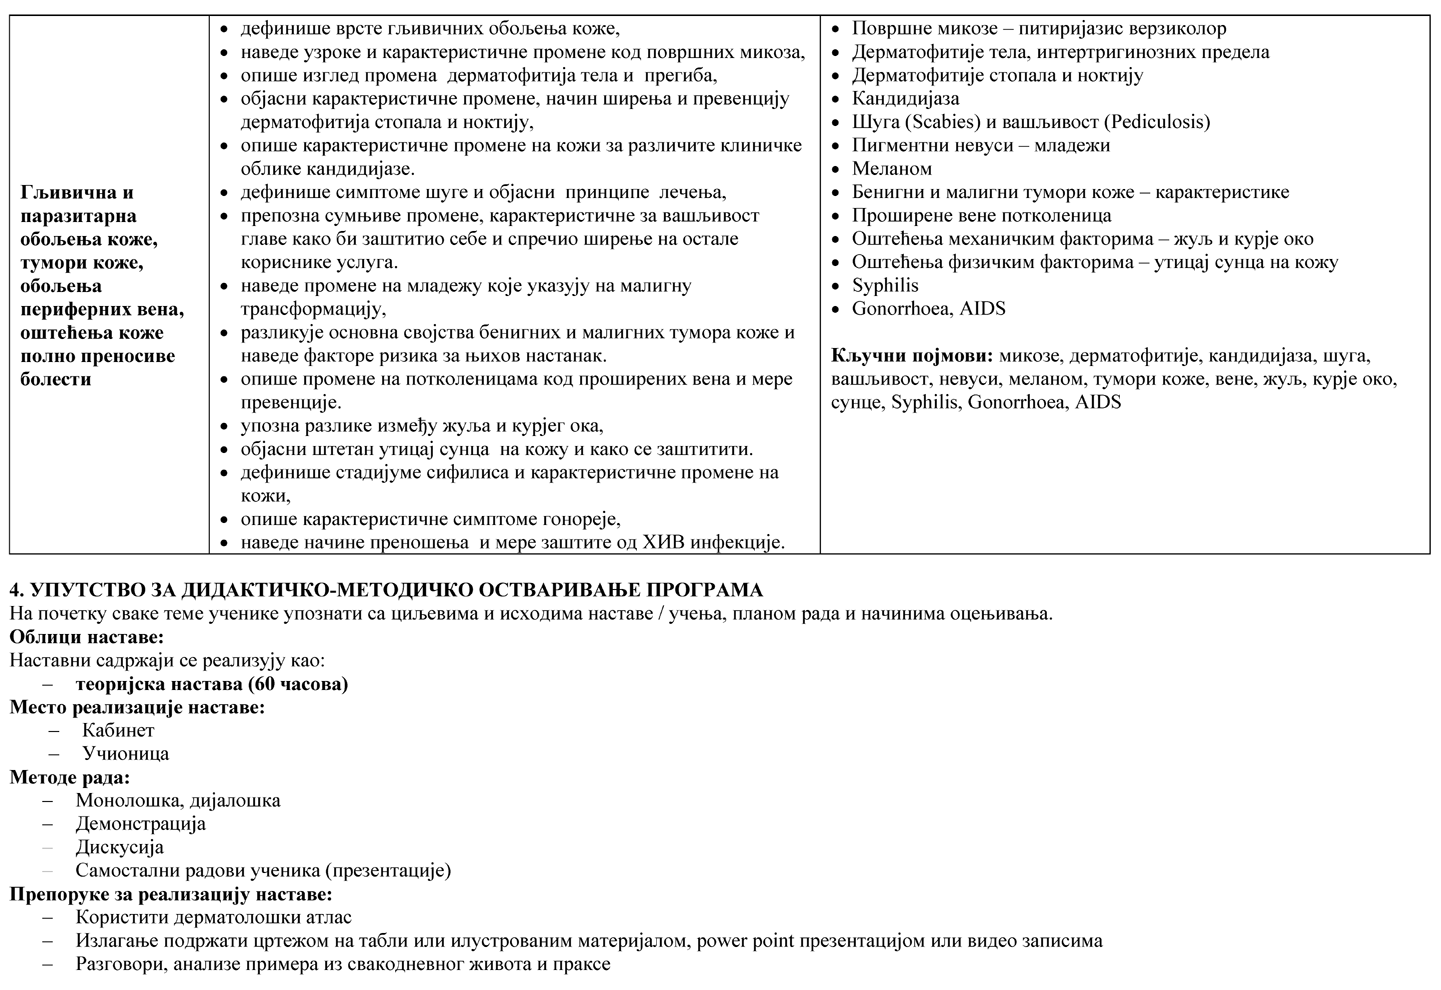 Гљивична и
паразитарна
обољења коже,
тумори коже,
обољења
периферних вена,
оштећења коже
полно преносиве
болести
• дефинише врсте гљивичних обољења коже,
• наведе узроке и карактеристичне промене код површних микоза,
• опише изглед промена дерматофитија тела и прегиба,
• објасни карактеристичне промене, начин ширења и превенцију
дерматофитија стопала и ноктију,
• опише карактеристичне промене на кожи за различите клиничке
облике кандидијазе.
• дефинише симптоме шуге и објасни принципе лечења,
• препозна сумњиве промене, карактеристичне за вашљивост
главе како би заштитио себе и спречио ширење на остале
кориснике услуга.
• наведе промене на младежу које указују на малигну
трансформацију,
• разликује основна својства бенигних и малигних тумора коже и
наведе факторе ризика за њихов настанак.
• опише промене на потколеницама код проширених вена и мере
превенције.
• упозна разлике између жуља и курјег ока,
• објасни штетан утицај сунца на кожу и како се заштитити.
• дефинише стадијуме сифилиса и карактеристичне промене на
кожи,
• опише карактеристичне симптоме гонореје,
• наведе начине преношења и мере заштите од ХИВ инфекције.
• Површне микозе – питиријазис верзиколор
• Дерматофитије тела, интертригинозних предела
• Дерматофитије стопала и ноктију
• Кандидијаза
• Шуга (Scabies) и вашљивост (Pediculosis)
• Пигментни невуси – младежи
• Меланом
• Бенигни и малигни тумори коже – карактеристике
• Проширене вене потколеница
• Оштећења механичким факторима – жуљ и курје око
• Оштећења физичким факторима – утицај сунца на кожу
• Syphilis
• Gonorrhoea, AIDS
Кључни појмови: микозе, дерматофитије, кандидијаза, шуга,
вашљивост, невуси, меланом, тумори коже, вене, жуљ, курје око,
сунце, Syphilis, Gonorrhoea, AIDS
4. УПУТСТВО ЗА ДИДАКТИЧКО-МЕТОДИЧКО ОСТВАРИВАЊЕ ПРОГРАМА
На почетку сваке теме ученике упознати са циљевима и исходима наставе / учења, планом рада и начинима оцењивања.
Облици наставе:
Наставни садржаји се реализују као:
– теоријска настава (60 часова)
Место реализације наставе:
– Кабинет
– Учионица
Методе рада:
– Монолошка, дијалошка
– Демонстрација
– Дискусија
– Самостални радови ученика (презентације)
Препоруке за реализацију наставе:
– Користити дерматолошки атлас
– Излагање подржати цртежом на табли или илустрованим материјалом, power point презентацијом или видео записима
– Разговори, анализе примера из свакодневног живота и праксе